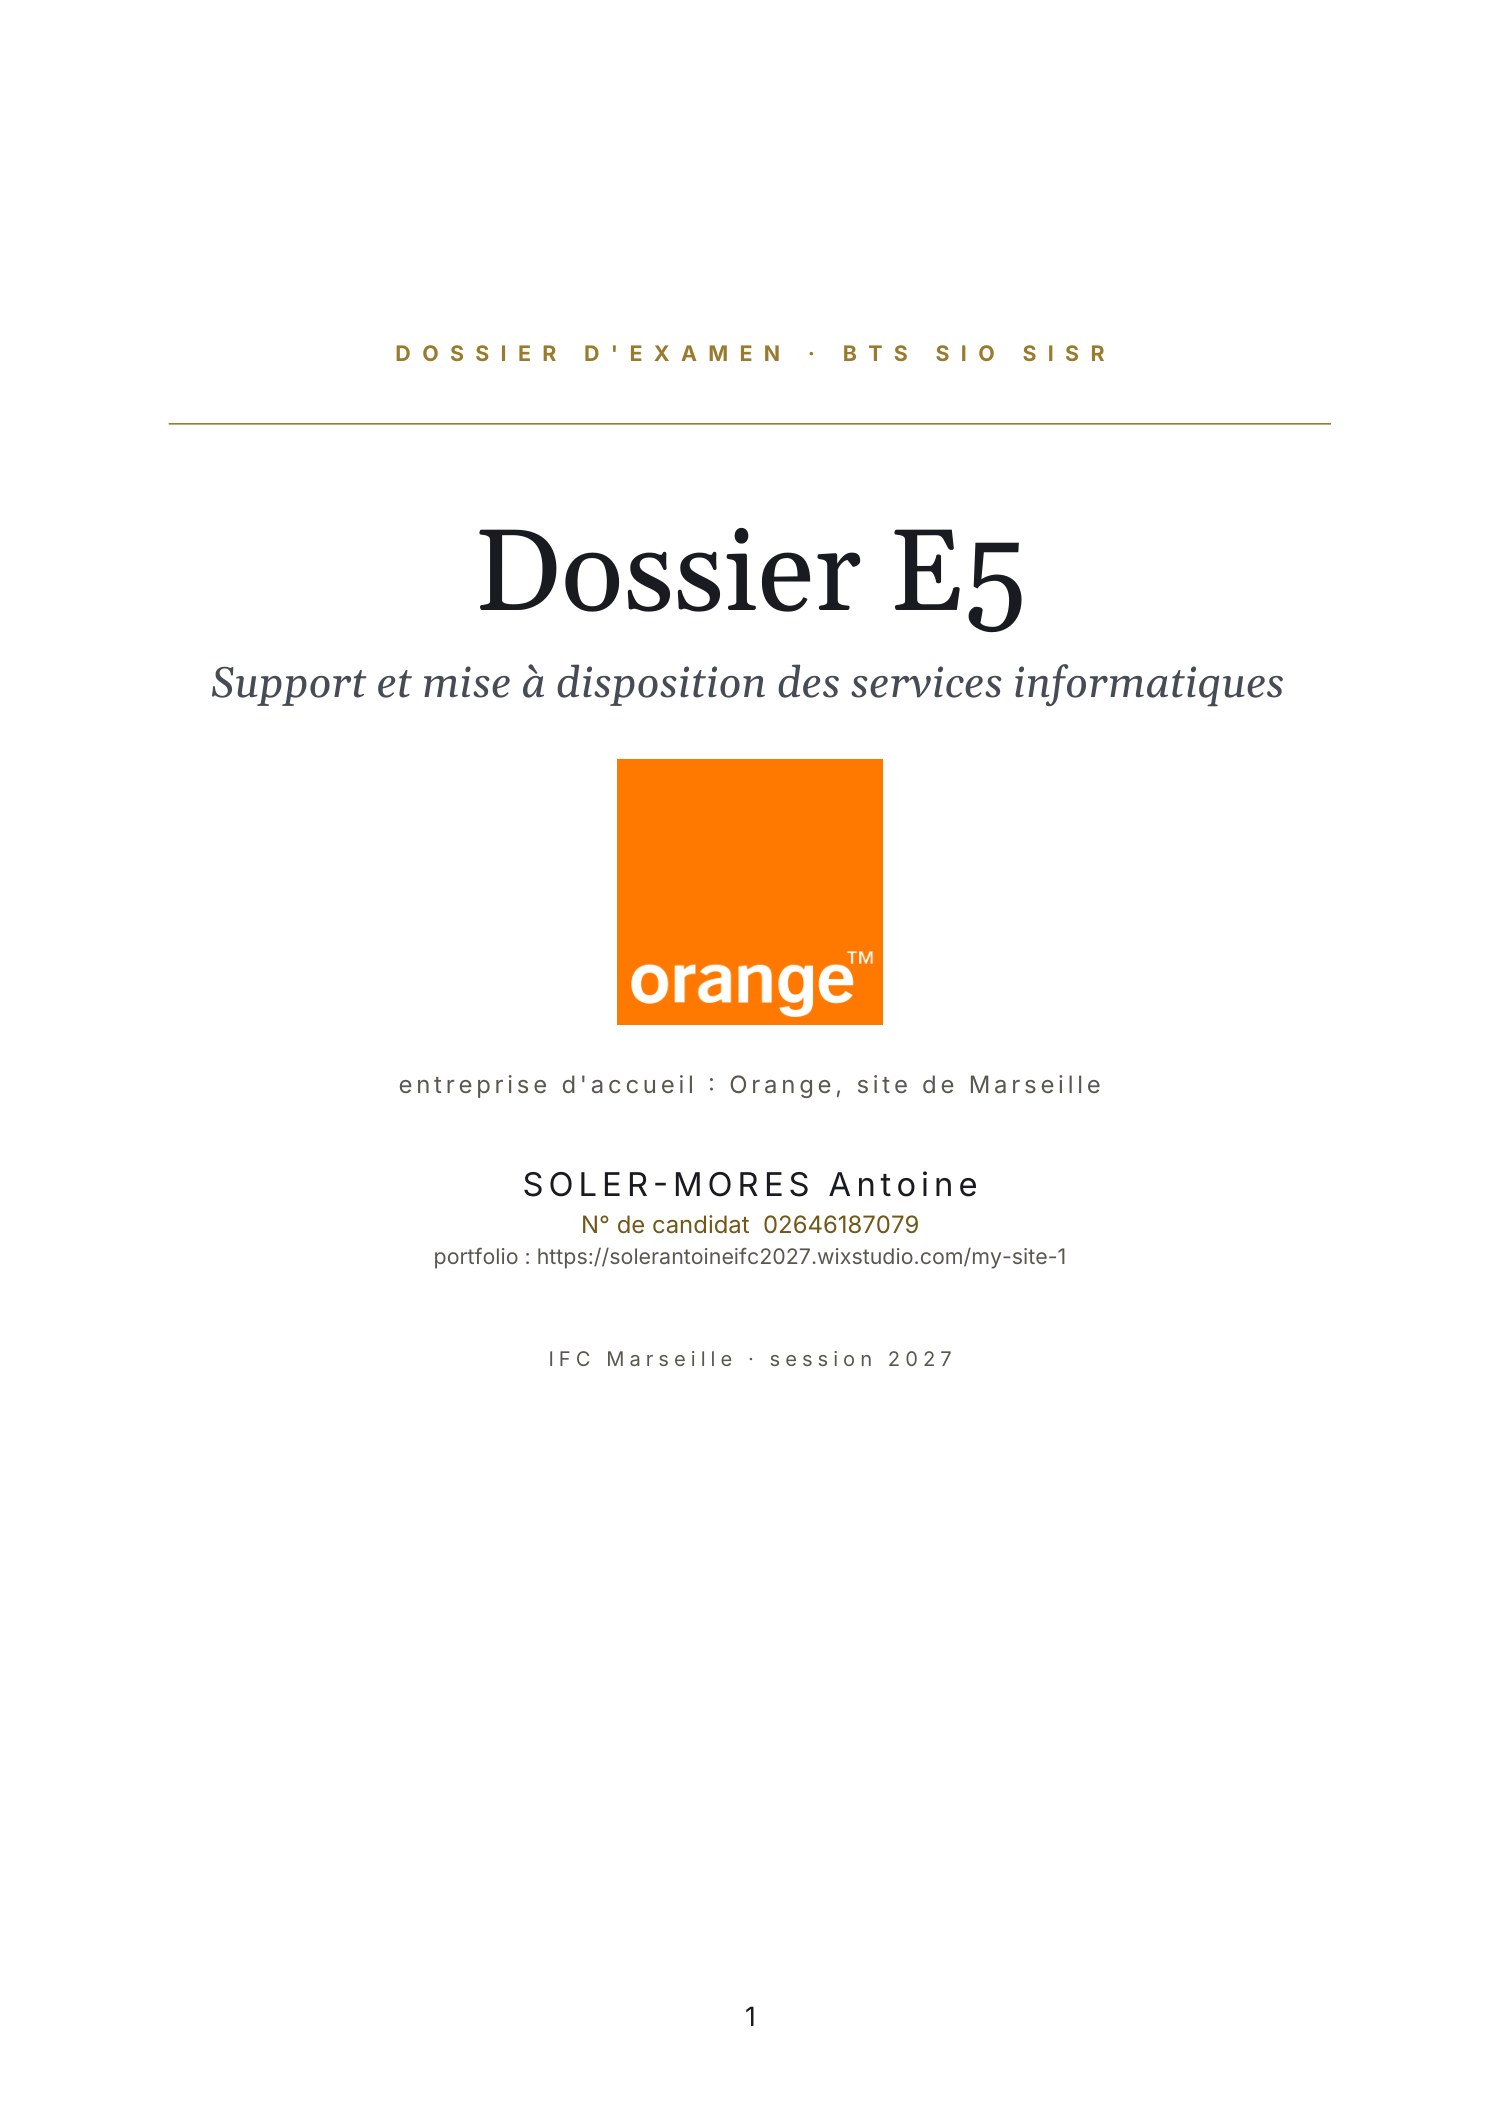 DOSSIER D'EXAMEN · BTS SIO SISR
Dossier E5
Support et mise à disposition des services informatiques
orange™
entreprise d'accueil : Orange, site de Marseille
SOLER-MORES Antoine
N° de candidat 02646187079
portfolio : https://solerantoineifc2027.wixstudio.com/my-site-1
IFC Marseille · session 2027
1